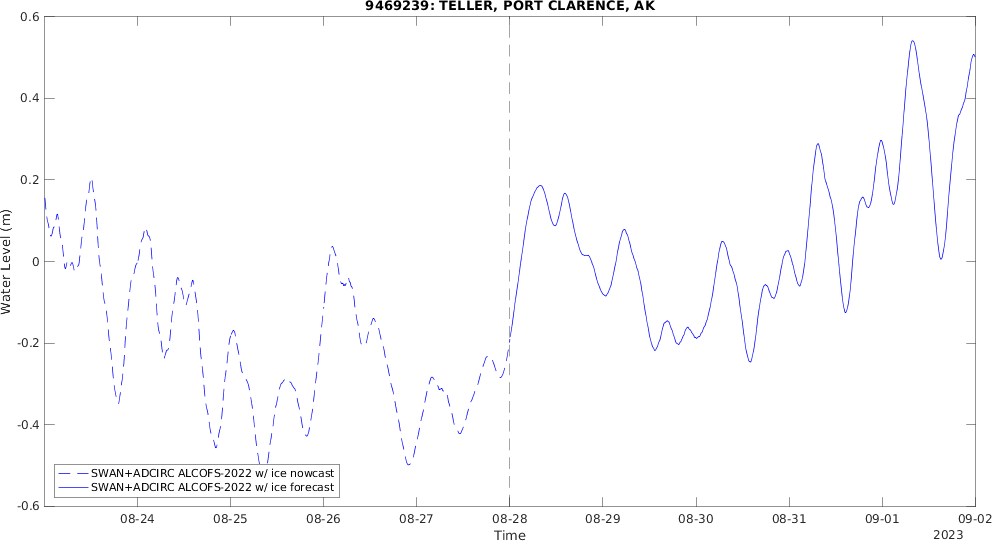 9469239: TELLER, PORT CLARENCE, AK
0.6
0.4
0.2
0
-0.2
-0.4
-0.6
Water Level (m)
SWAN+ADCIRC ALCOFS-2022 w/ ice nowcast
SWAN+ADCIRC ALCOFS-2022 w/ ice forecast
08-24 08-25 08-26 08-27 08-28 08-29 08-30 08-31 09-01 09-02
Time
2023